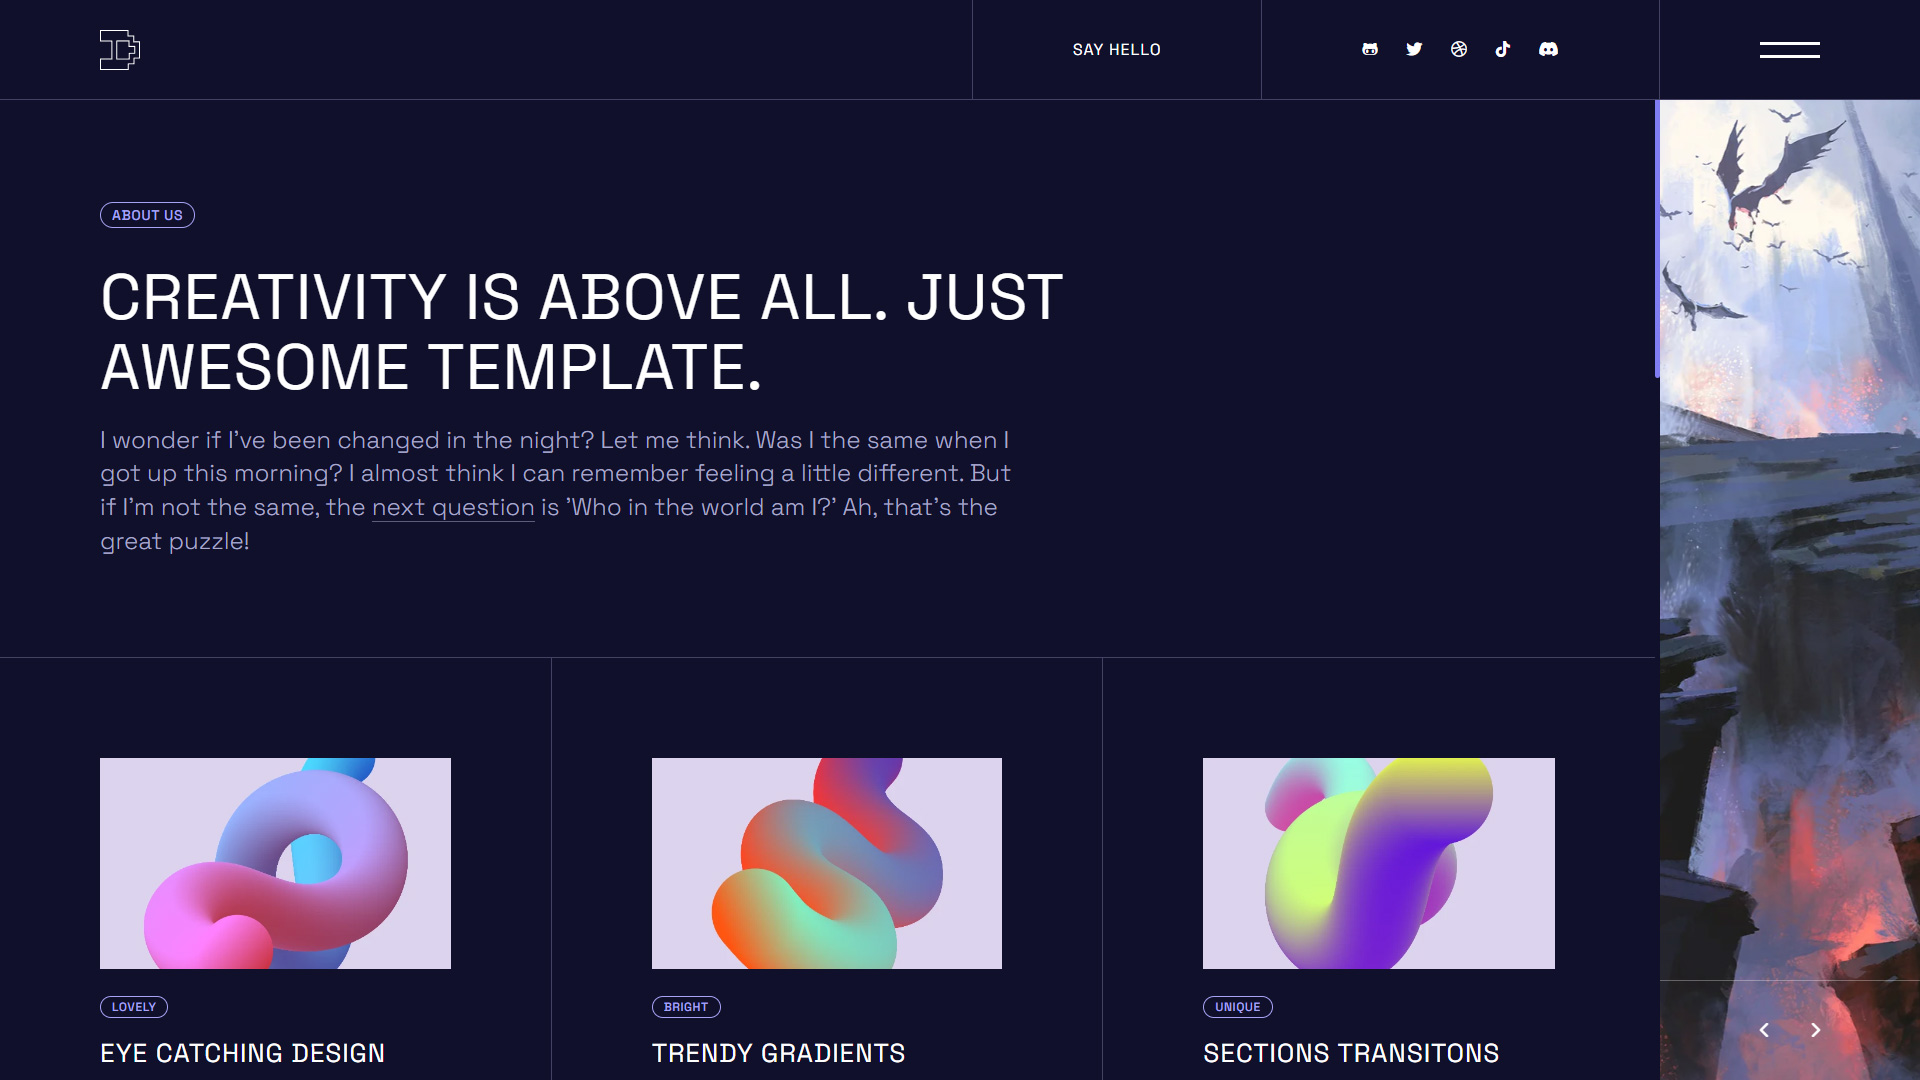 SAY HELLO
ABOUT US
CREATIVITY IS ABOVE ALL. JUST
AWESOME TEMPLATE.
I wonder if I've been changed in the night? Let me think. Was I the same when I
got up this morning? I almost think I can remember feeling a little different. But
if I'm not the same, the next question is 'Who in the world am I?' Ah, that's the
great puzzle!
LOVELY
EYE CATCHING DESIGN
BRIGHT
TRENDY GRADIENTS
UNIQUE
SECTIONS TRANSITONS